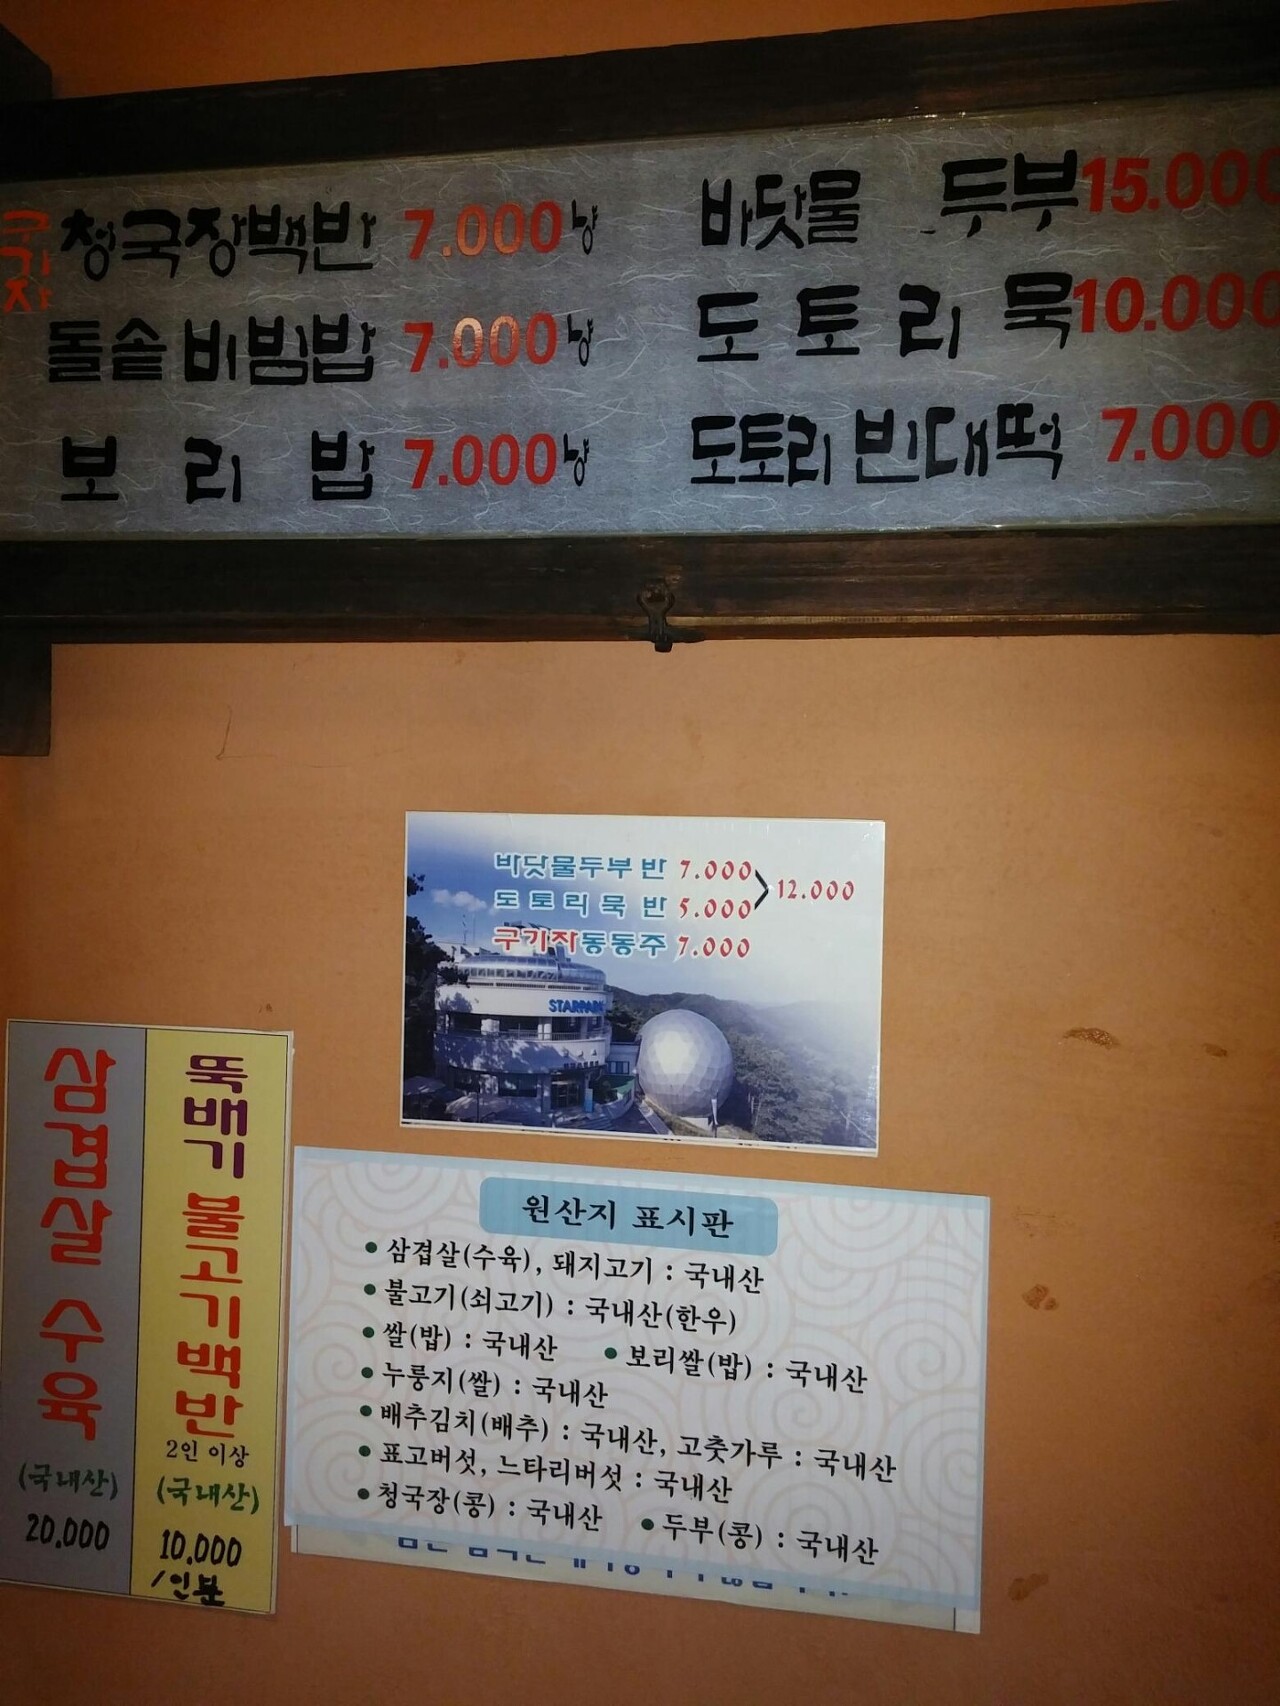 구기자 청국장백반 7.000냥
돌솥 비빔밥 7.000냥
보 리 밥 7.000냥
바닷물 두부 15.000
도 토 리 묵 10.000
도토리 빈대떡 7.000
바닷물두부 반 7.000
도 토 리 묵 반 5.000
> 12.000
구기자동동주 7.000
STARPARK
삼겹살 수육
(국내산)
20,000
뚝배기 불고기백반
2인 이상
(국내산)
10,000
/인분
원산지 표시판
• 삼겹살(수육), 돼지고기 : 국내산
• 불고기(쇠고기) : 국내산(한우)
• 쌀(밥) : 국내산 • 보리쌀(밥) : 국내산
• 누룽지(쌀) : 국내산
• 배추김치(배추) : 국내산, 고춧가루 : 국내산
• 표고버섯, 느타리버섯 : 국내산
• 청국장(콩) : 국내산 • 두부(콩) : 국내산